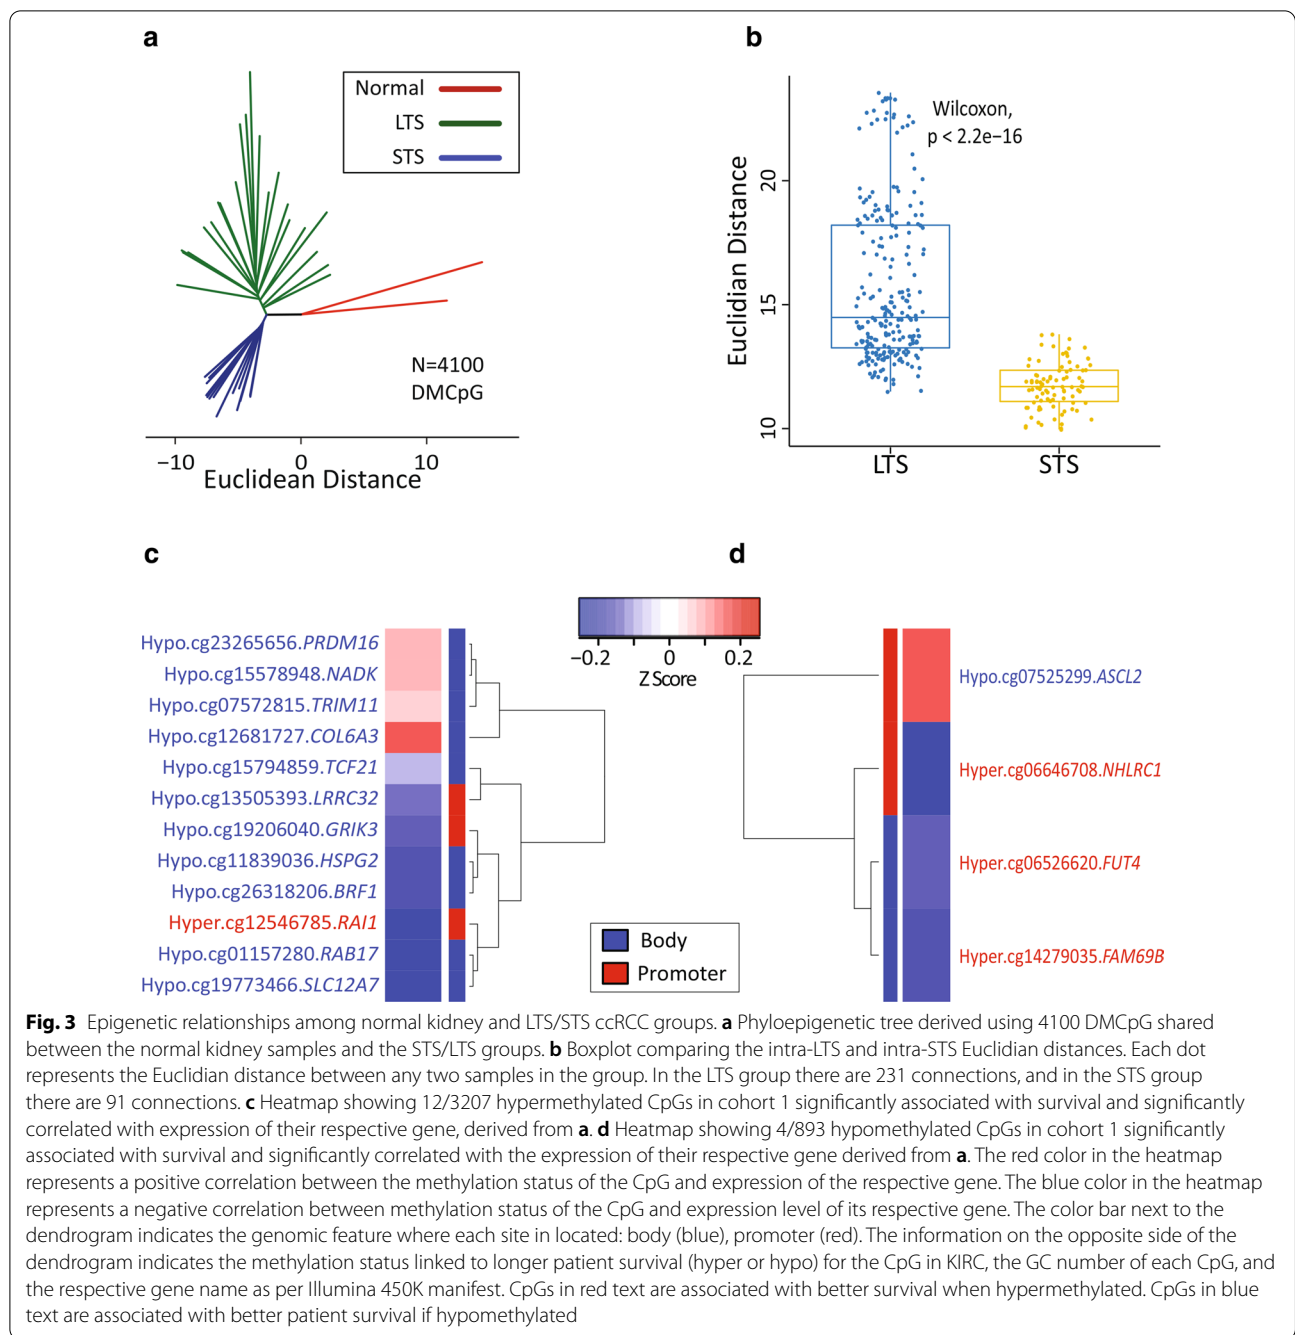 a
Normal
LTS
STS
N=4100
DMCpG
−10
0
10
Euclidean Distance
b
Wilcoxon,
p < 2.2e−16
Euclidian Distance
20
15
10
LTS
STS
c
Hypo.cg23265656.PRDM16
Hypo.cg15578948.NADK
Hypo.cg07572815.TRIM11
Hypo.cg12681727.COL6A3
Hypo.cg15794859.TCF21
Hypo.cg13505393.LRRC32
Hypo.cg19206040.GRIK3
Hypo.cg11839036.HSPG2
Hypo.cg26318206.BRF1
Hyper.cg12546785.RAI1
Hypo.cg01157280.RAB17
Hypo.cg19773466.SLC12A7
−0.2
0
0.2
Z Score
Body
Promoter
d
Hypo.cg07525299.ASCL2
Hyper.cg06646708.NHLRC1
Hyper.cg06526620.FUT4
Hyper.cg14279035.FAM69B
Fig. 3 Epigenetic relationships among normal kidney and LTS/STS ccRCC groups. a Phyloepigenetic tree derived using 4100 DMCpG shared
between the normal kidney samples and the STS/LTS groups. b Boxplot comparing the intra-LTS and intra-STS Euclidian distances. Each dot
represents the Euclidian distance between any two samples in the group. In the LTS group there are 231 connections, and in the STS group
there are 91 connections. c Heatmap showing 12/3207 hypermethylated CpGs in cohort 1 significantly associated with survival and significantly
correlated with expression of their respective gene, derived from a. d Heatmap showing 4/893 hypomethylated CpGs in cohort 1 significantly
associated with survival and significantly correlated with the expression of their respective gene derived from a. The red color in the heatmap
represents a positive correlation between the methylation status of the CpG and expression of the respective gene. The blue color in the heatmap
represents a negative correlation between methylation status of the CpG and expression level of its respective gene. The color bar next to the
dendrogram indicates the genomic feature where each site in located: body (blue), promoter (red). The information on the opposite side of the
dendrogram indicates the methylation status linked to longer patient survival (hyper or hypo) for the CpG in KIRC, the GC number of each CpG, and
the respective gene name as per Illumina 450K manifest. CpGs in red text are associated with better survival when hypermethylated. CpGs in blue
text are associated with better patient survival if hypomethylated